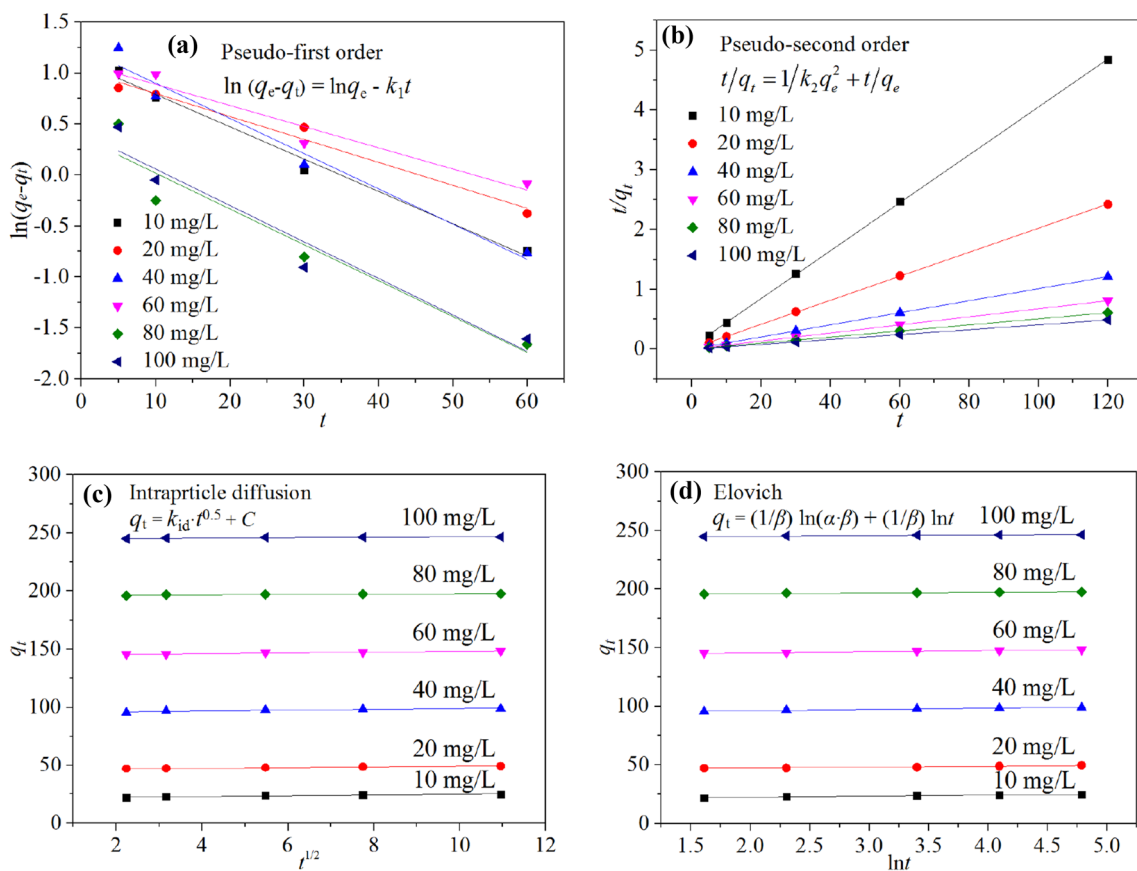 (a)
Pseudo-first order
ln (qe-qt) = lnqe - k1t
10 mg/L
20 mg/L
40 mg/L
60 mg/L
80 mg/L
100 mg/L
1.5
1.0
0.5
0.0
-0.5
-1.0
-1.5
-2.0
ln(qe-qt)
0 10 20 30 40 50 60
t
(b)
Pseudo-second order
t/qt = 1/k2qe² + t/qe
10 mg/L
20 mg/L
40 mg/L
60 mg/L
80 mg/L
100 mg/L
5
4
3
2
1
0
t/qt
0 20 40 60 80 100 120
t
(c)
Intraprticle diffusion
qt = kid·t^0.5 + C
100 mg/L
80 mg/L
60 mg/L
40 mg/L
20 mg/L
10 mg/L
300
250
200
150
100
50
0
qt
0 2 4 6 8 10 12
t^1/2
(d)
Elovich
qt = (1/β) ln(α·β) + (1/β) lnt
100 mg/L
80 mg/L
60 mg/L
40 mg/L
20 mg/L
10 mg/L
300
250
200
150
100
50
0
qt
1.5 2.0 2.5 3.0 3.5 4.0 4.5 5.0
lnt